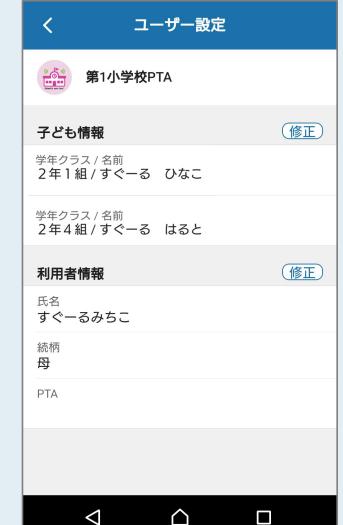 ユーザー設定
第1小学校PTA
子ども情報
修正
学年クラス / 名前
２年１組 / すぐーる　ひなこ
学年クラス / 名前
２年４組 / すぐーる　はると
利用者情報
修正
氏名
すぐーるみちこ
続柄
母
PTA